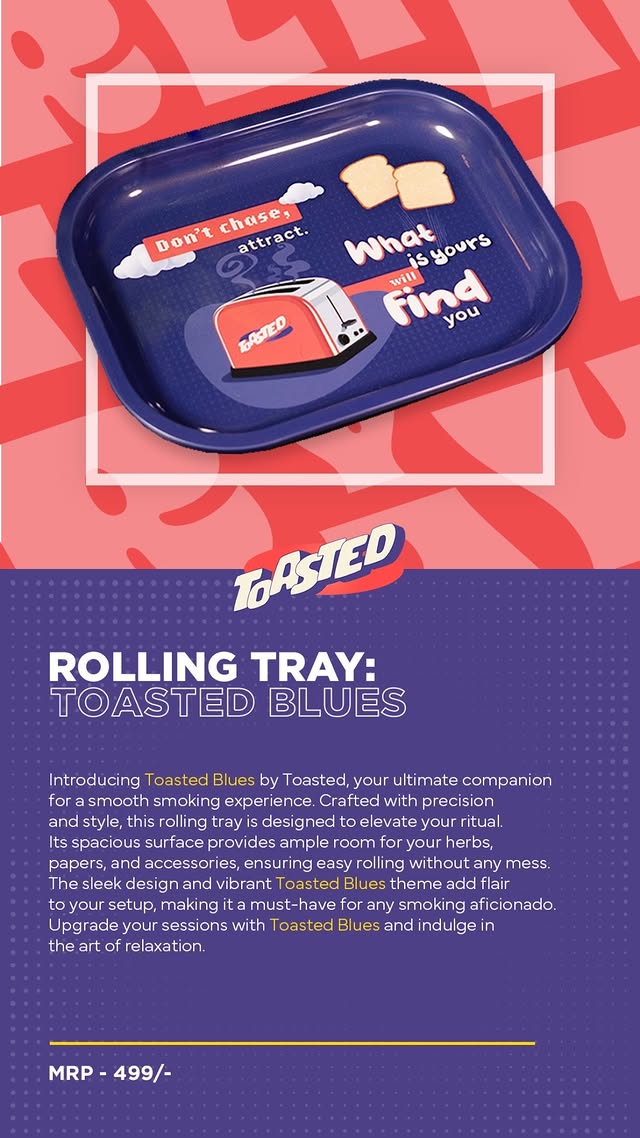 Don't chase,
attract.
What
is yours
will
Find
you
TOASTED
TOASTED
ROLLING TRAY:
TOASTED BLUES
Introducing Toasted Blues by Toasted, your ultimate companion
for a smooth smoking experience. Crafted with precision
and style, this rolling tray is designed to elevate your ritual.
Its spacious surface provides ample room for your herbs,
papers, and accessories, ensuring easy rolling without any mess.
The sleek design and vibrant Toasted Blues theme add flair
to your setup, making it a must-have for any smoking aficionado.
Upgrade your sessions with Toasted Blues and indulge in
the art of relaxation.
MRP - 499/-